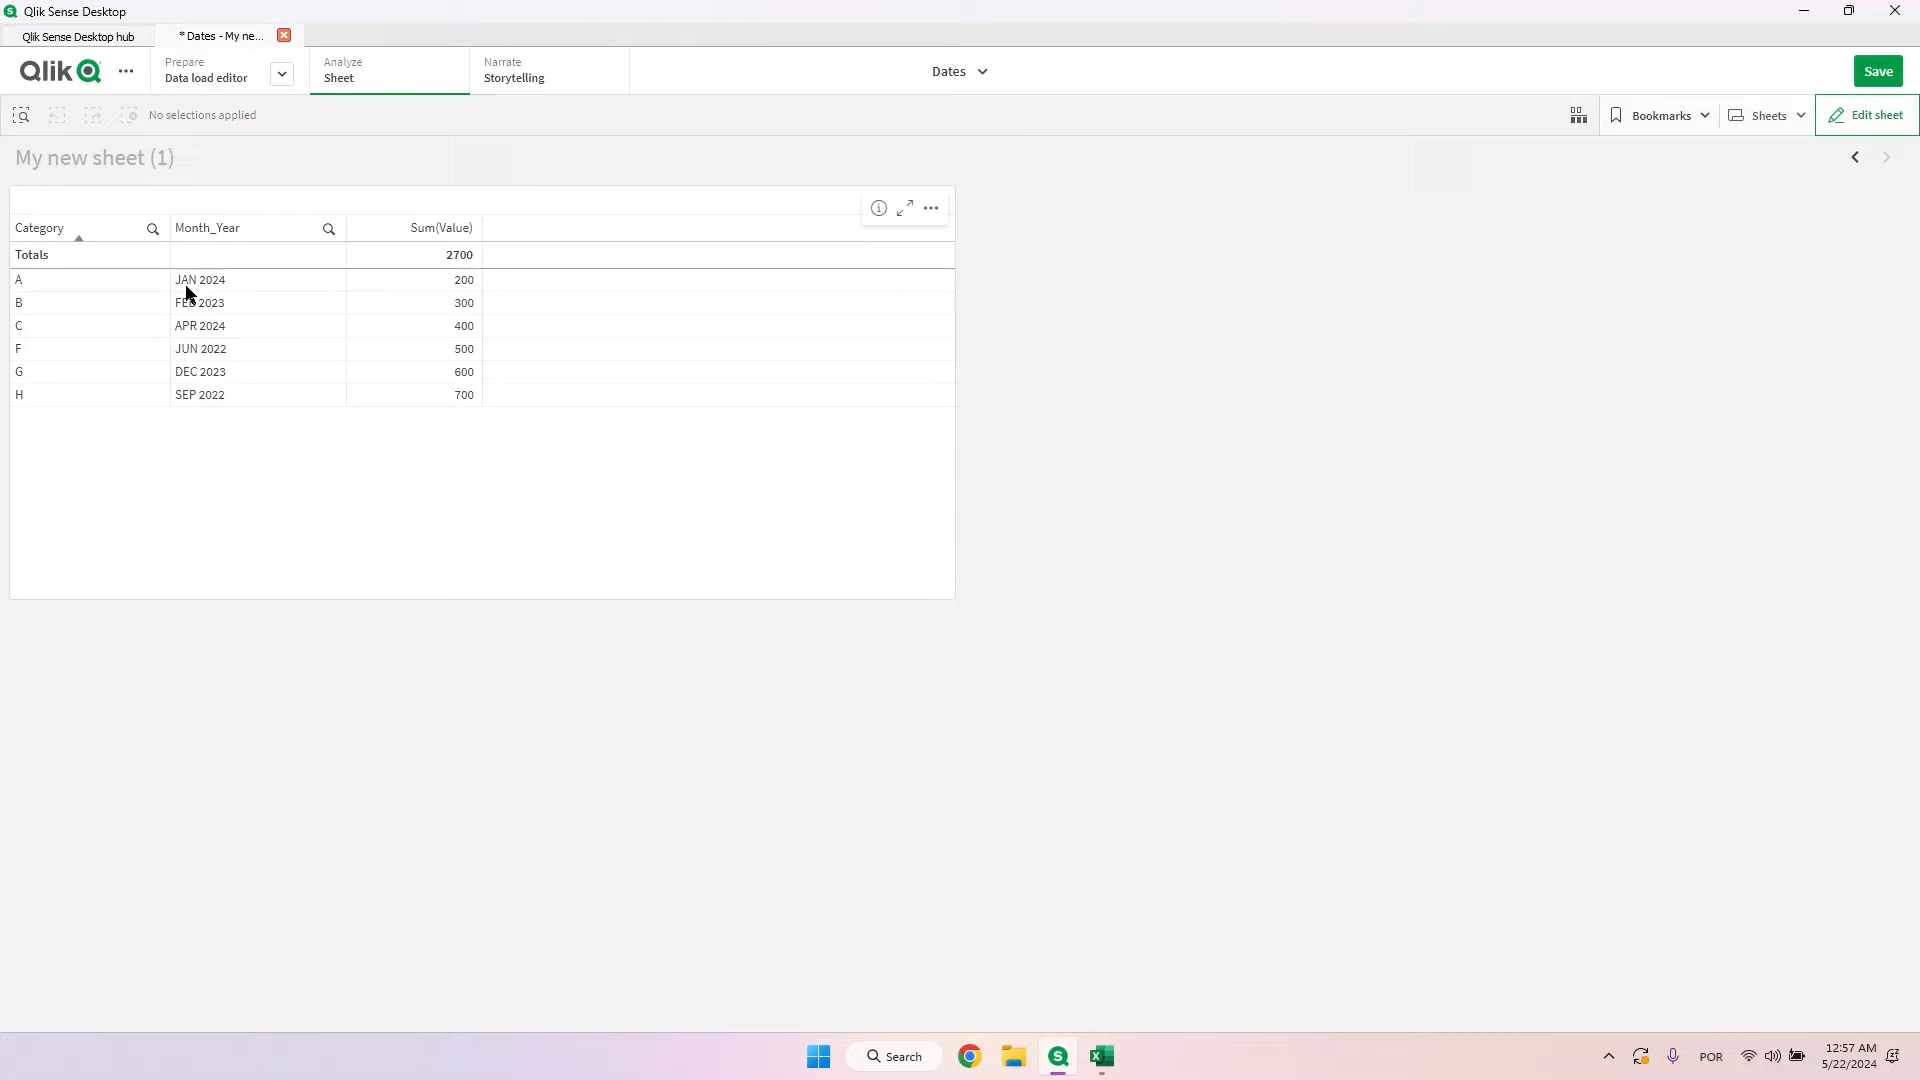 Qlik Sense Desktop
Qlik Sense Desktop hub
* Dates - My ne...
Qlik
Prepare
Data load editor
Analyze
Sheet
Narrate
Storytelling
Dates
Save
No selections applied
Bookmarks
Sheets
Edit sheet
My new sheet (1)
Category Month_Year Sum(Value)
Totals 2700
A JAN 2024 200
B FEB 2023 300
C APR 2024 400
F JUN 2022 500
G DEC 2023 600
H SEP 2022 700
Search
POR
12:57 AM
5/22/2024